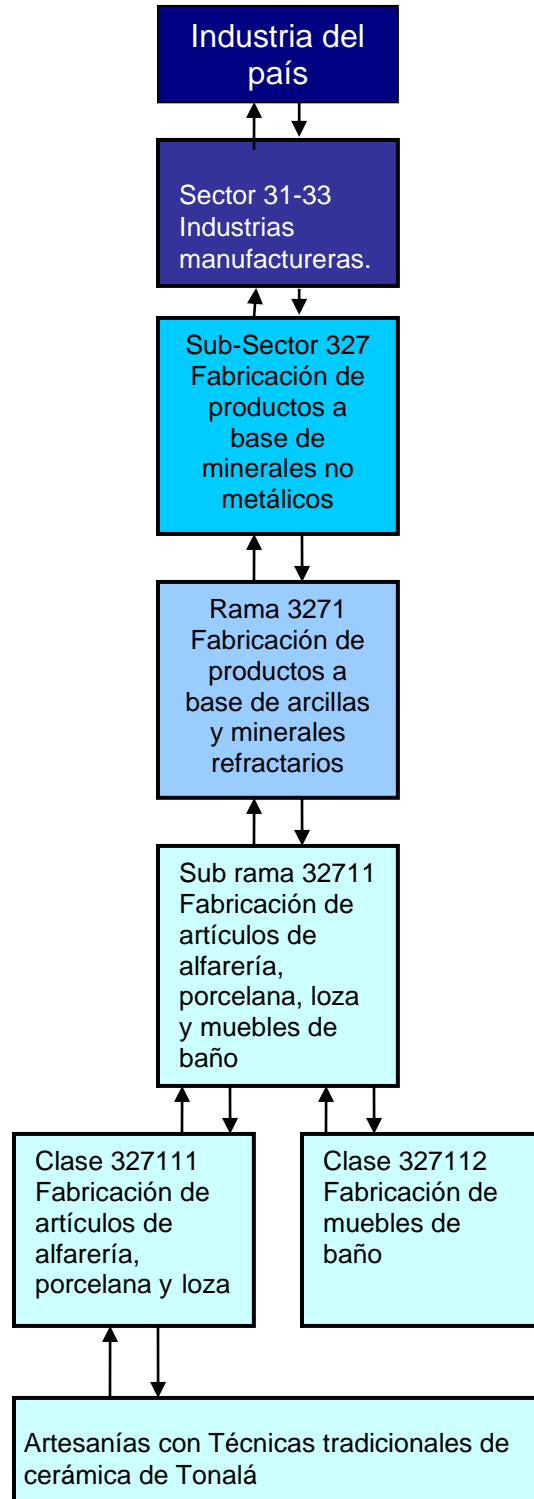 Industria del
país
Sector 31-33
Industrias
manufactureras.
Sub-Sector 327
Fabricación de
productos a
base de
minerales no
metálicos
Rama 3271
Fabricación de
productos a
base de arcillas
y minerales
refractarios
Sub rama 32711
Fabricación de
artículos de
alfarería,
porcelana, loza
y muebles de
baño
Clase 327111
Fabricación de
artículos de
alfarería,
porcelana y loza
Clase 327112
Fabricación de
muebles de
baño
Artesanías con Técnicas tradicionales de
cerámica de Tonalá